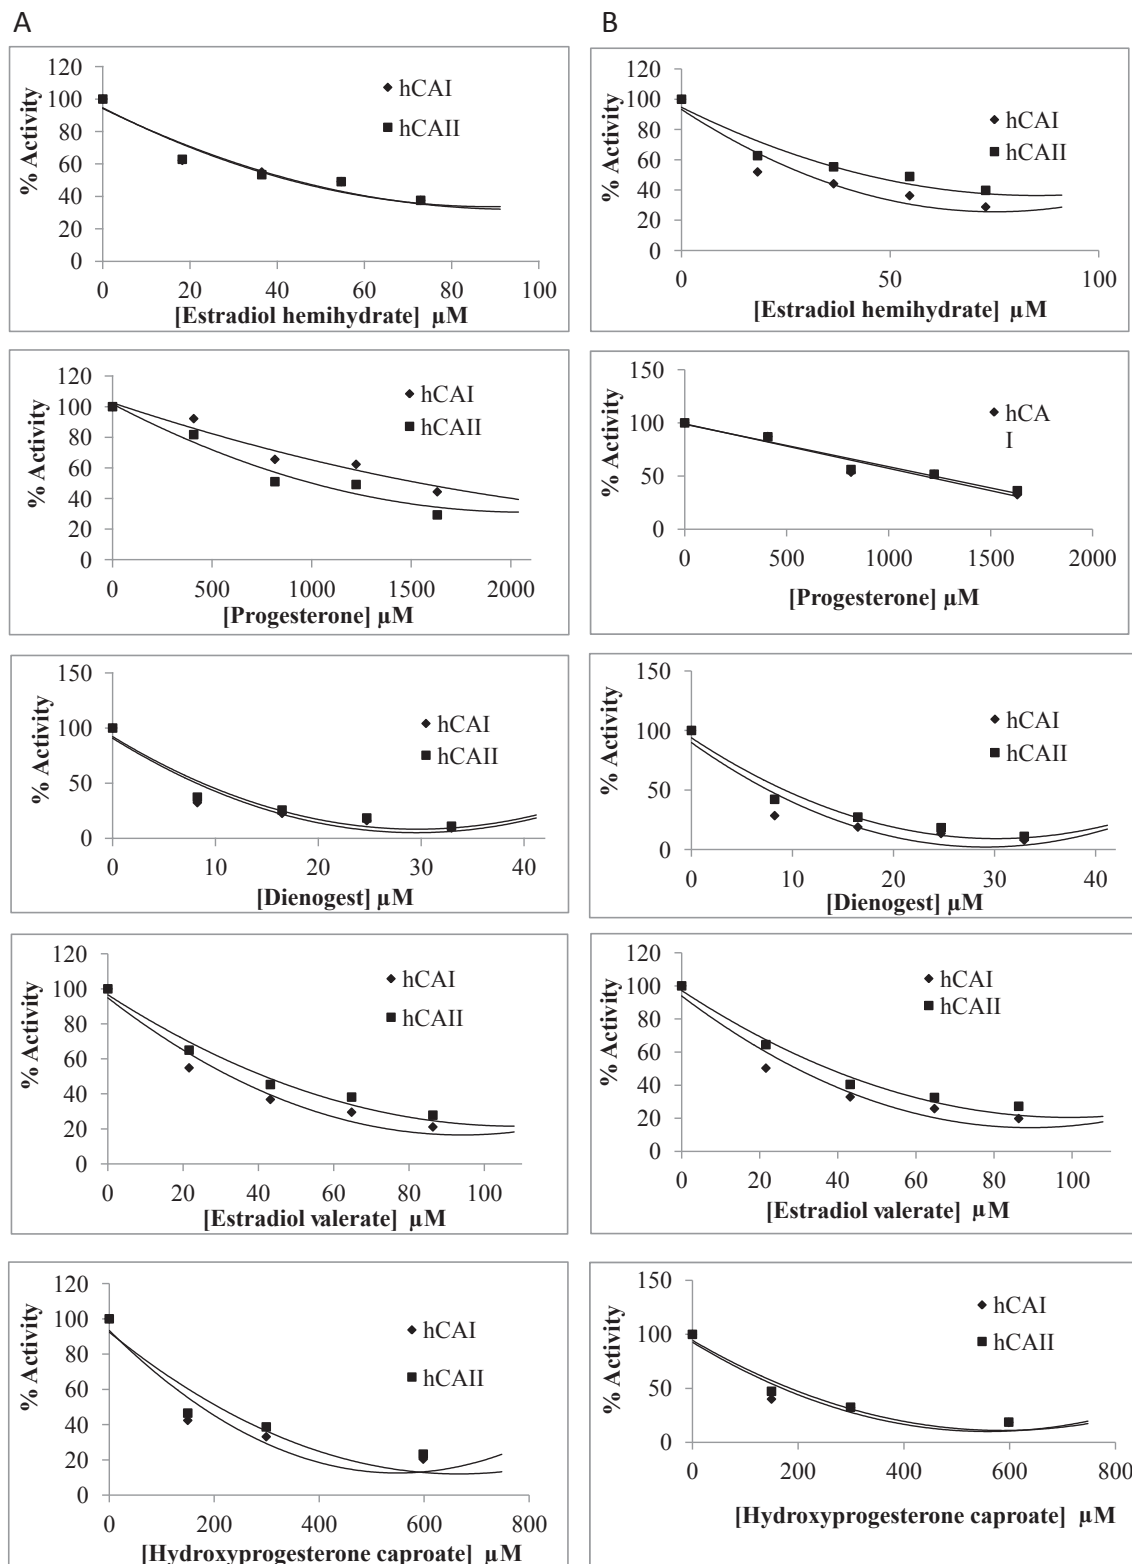 A
B
120
100
80
60
40
20
0
% Activity
hCAI
hCAII
0 20 40 60 80 100
[Estradiol hemihydrate] µM
120
100
80
60
40
20
0
% Activity
hCAI
hCAII
0 50 100
[Estradiol hemihydrate] µM
120
100
80
60
40
20
0
% Activity
hCAI
hCAII
0 500 1000 1500 2000
[Progesterone] µM
150
100
50
0
% Activity
hCA
I
0 500 1000 1500 2000
[Progesterone] µM
150
100
50
0
% Activity
hCAI
hCAII
0 10 20 30 40
[Dienogest] µM
150
100
50
0
% Activity
hCAI
hCAII
0 10 20 30 40
[Dienogest] µM
120
100
80
60
40
20
0
% Activity
hCAI
hCAII
0 20 40 60 80 100
[Estradiol valerate] µM
120
100
80
60
40
20
0
% Activity
hCAI
hCAII
0 20 40 60 80 100
[Estradiol valerate] µM
120
100
80
60
40
20
0
% Activity
hCAI
hCAII
0 200 400 600 800
[Hydroxyprogesterone caproate] µM
150
100
50
0
% Activity
hCAI
hCAII
0 200 400 600 800
[Hydroxyprogesterone caproate] µM